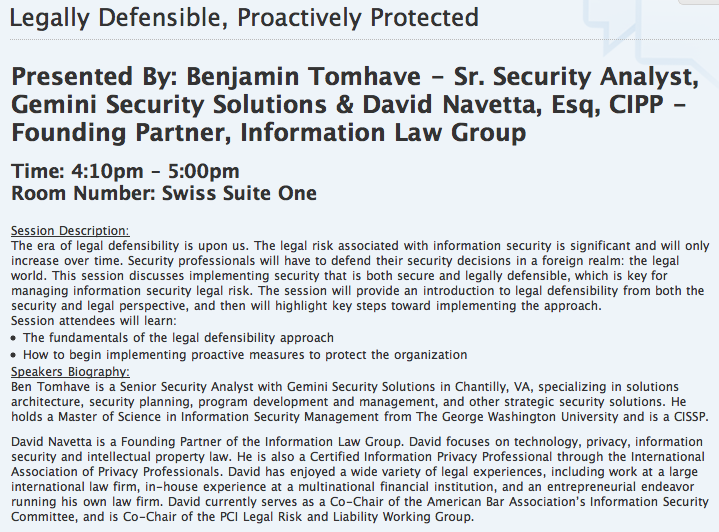 Legally Defensible, Proactively Protected
Presented By: Benjamin Tomhave – Sr. Security Analyst,
Gemini Security Solutions & David Navetta, Esq, CIPP –
Founding Partner, Information Law Group
Time: 4:10pm – 5:00pm
Room Number: Swiss Suite One
Session Description:
The era of legal defensibility is upon us. The legal risk associated with information security is significant and will only
increase over time. Security professionals will have to defend their security decisions in a foreign realm: the legal
world. This session discusses implementing security that is both secure and legally defensible, which is key for
managing information security legal risk. The session will provide an introduction to legal defensibility from both the
security and legal perspective, and then will highlight key steps toward implementing the approach.
Session attendees will learn:
• The fundamentals of the legal defensibility approach
• How to begin implementing proactive measures to protect the organization
Speakers Biography:
Ben Tomhave is a Senior Security Analyst with Gemini Security Solutions in Chantilly, VA, specializing in solutions
architecture, security planning, program development and management, and other strategic security solutions. He
holds a Master of Science in Information Security Management from The George Washington University and is a CISSP.
David Navetta is a Founding Partner of the Information Law Group. David focuses on technology, privacy, information
security and intellectual property law. He is also a Certified Information Privacy Professional through the International
Association of Privacy Professionals. David has enjoyed a wide variety of legal experiences, including work at a large
international law firm, in-house experience at a multinational financial institution, and an entrepreneurial endeavor
running his own law firm. David currently serves as a Co-Chair of the American Bar Association's Information Security
Committee, and is Co-Chair of the PCI Legal Risk and Liability Working Group.